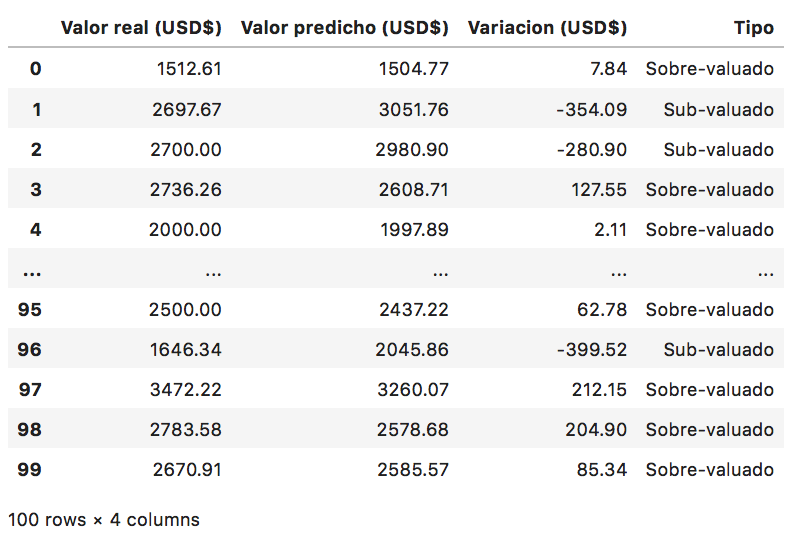 Valor real (USD$) Valor predicho (USD$) Variacion (USD$) Tipo
0 1512.61 1504.77 7.84 Sobre-valuado
1 2697.67 3051.76 -354.09 Sub-valuado
2 2700.00 2980.90 -280.90 Sub-valuado
3 2736.26 2608.71 127.55 Sobre-valuado
4 2000.00 1997.89 2.11 Sobre-valuado
... ... ... ... ...
95 2500.00 2437.22 62.78 Sobre-valuado
96 1646.34 2045.86 -399.52 Sub-valuado
97 3472.22 3260.07 212.15 Sobre-valuado
98 2783.58 2578.68 204.90 Sobre-valuado
99 2670.91 2585.57 85.34 Sobre-valuado
100 rows × 4 columns